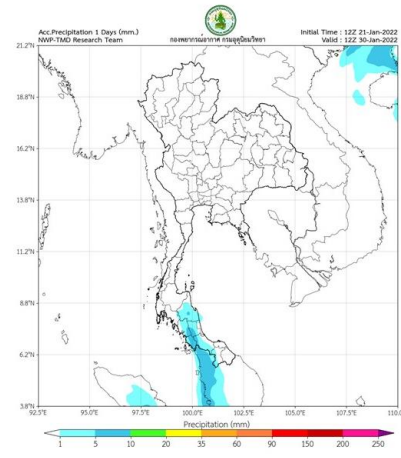 Acc.Precipitation 1 Days (mm.)
NWP-TMD Research Team
กองพยากรณ์อากาศ กรมอุตุนิยมวิทยา
Initial Time : 12Z 21-Jan-2022
Valid : 12Z 30-Jan-2022
21.2°N
18.8°N
16.2°N
13.8°N
11.2°N
8.8°N
6.2°N
3.8°N
92.5°E 95.0°E 97.5°E 100.0°E 102.5°E 105.0°E 107.5°E 110.0
Precipitation (mm)
1 5 10 20 35 60 90 150 200 250